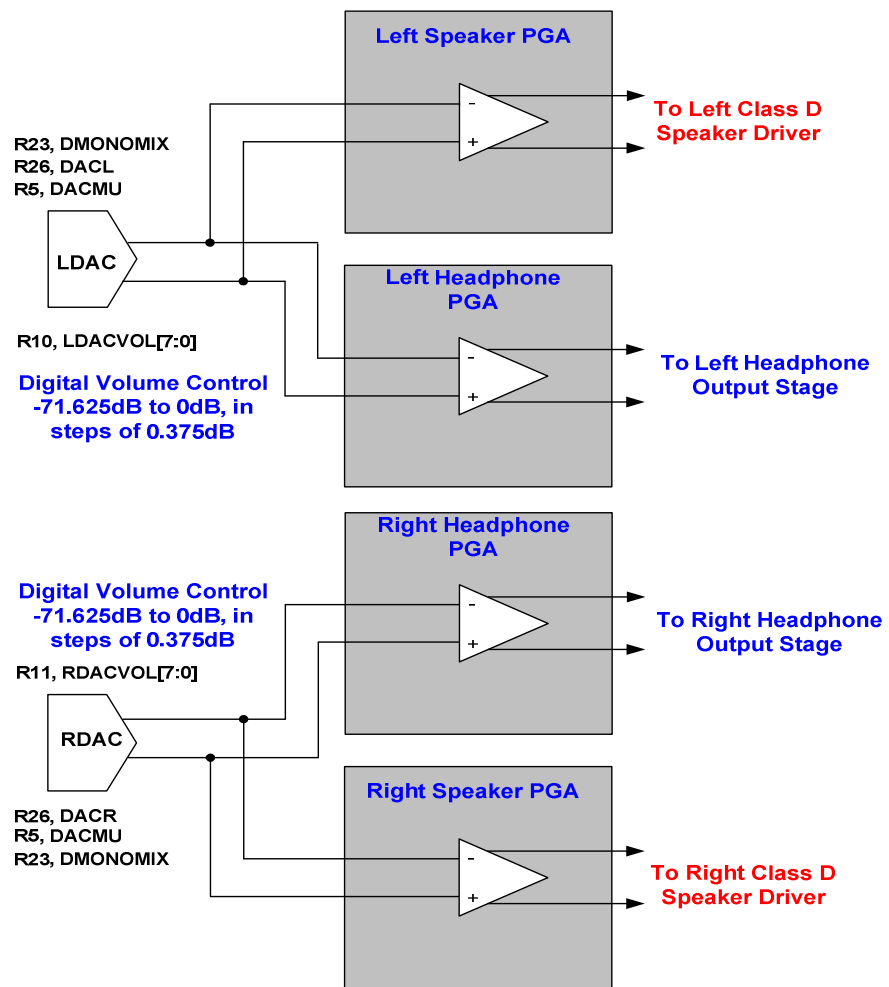 Left Speaker PGA
-
+
To Left Class D
Speaker Driver
R23, DMONOMIX
R26, DACL
R5, DACMU
LDAC
R10, LDACVOL[7:0]
Digital Volume Control
-71.625dB to 0dB, in
steps of 0.375dB
Left Headphone
PGA
-
+
To Left Headphone
Output Stage
Right Headphone
PGA
-
+
To Right Headphone
Output Stage
Digital Volume Control
-71.625dB to 0dB, in
steps of 0.375dB
R11, RDACVOL[7:0]
RDAC
R26, DACR
R5, DACMU
R23, DMONOMIX
Right Speaker PGA
-
+
To Right Class D
Speaker Driver